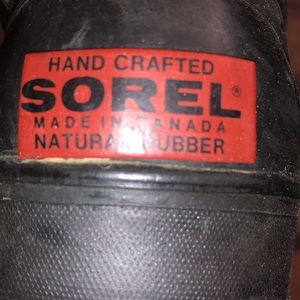 HAND CRAFTED
SOREL®
MADE IN CANADA
NATURAL RUBBER